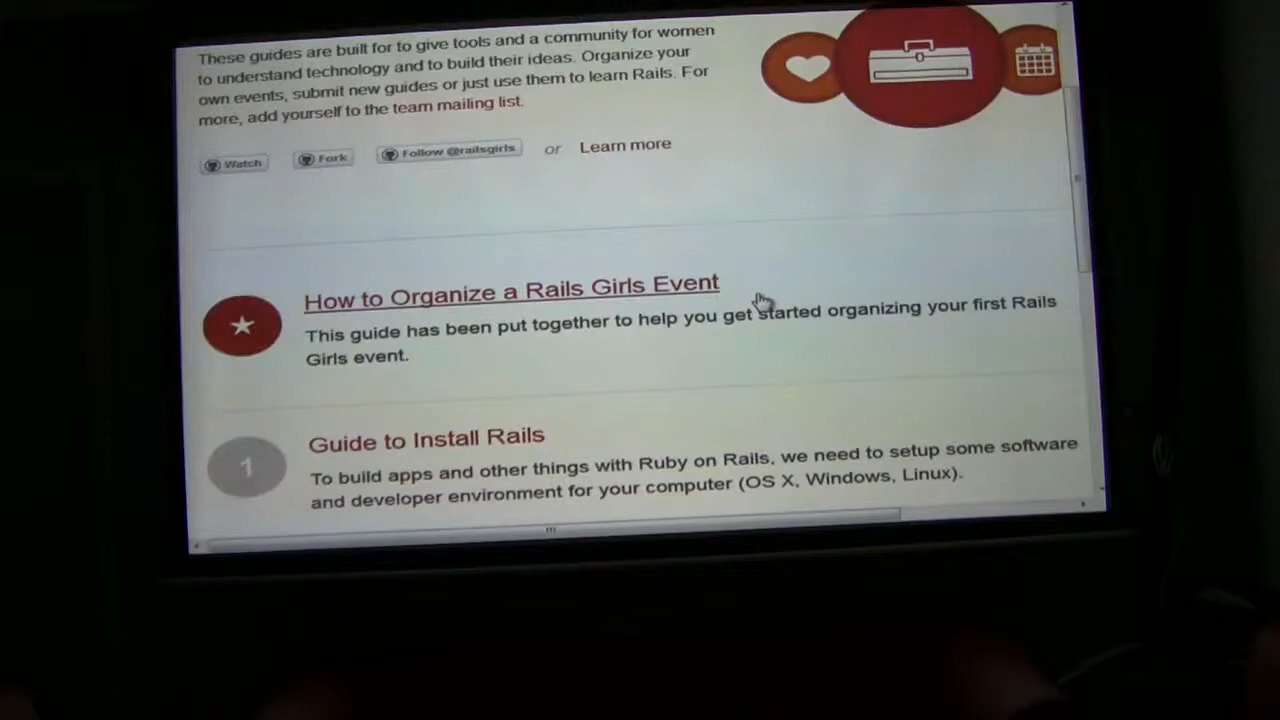 These guides are built for to give tools and a community for women
to understand technology and to build their ideas. Organize your
own events, submit new guides or just use them to learn Rails. For
more, add yourself to the team mailing list.
Watch Fork Follow @railsgirls or Learn more
How to Organize a Rails Girls Event
This guide has been put together to help you get started organizing your first Rails
Girls event.
1
Guide to Install Rails
To build apps and other things with Ruby on Rails, we need to setup some software
and developer environment for your computer (OS X, Windows, Linux).